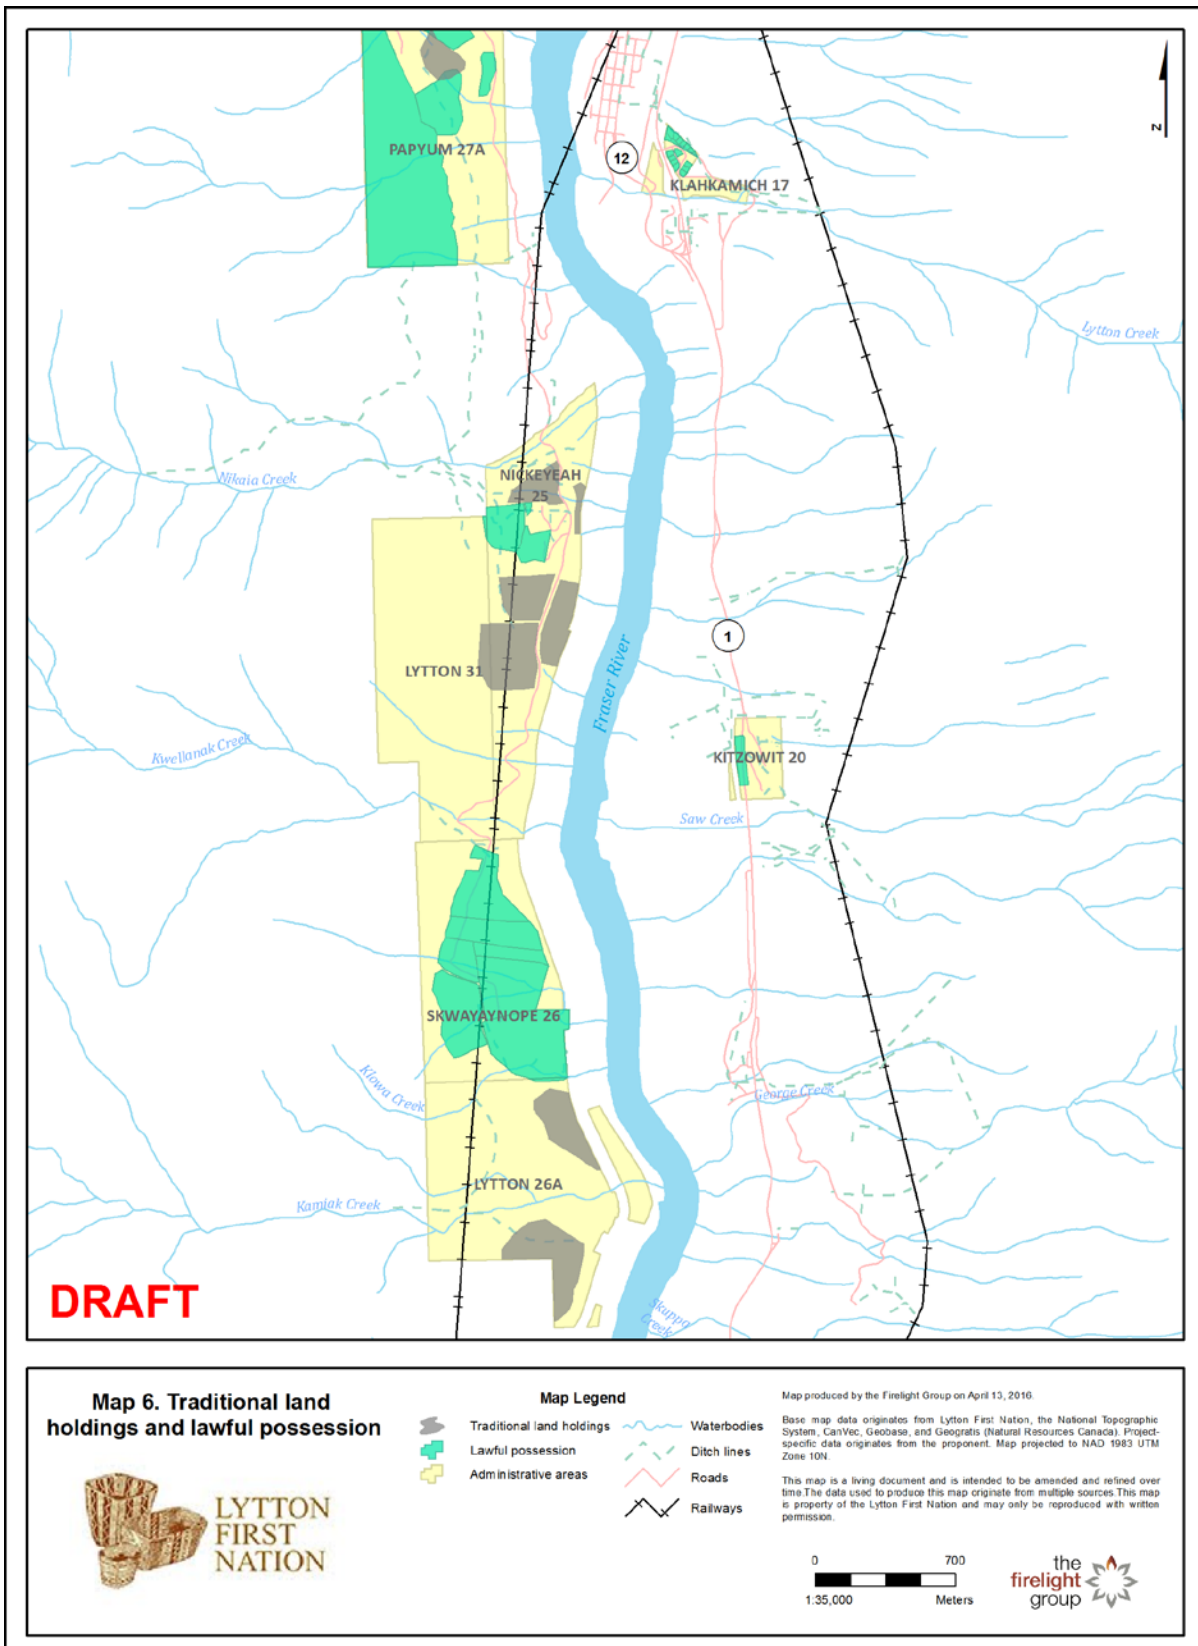 N
PAPYUM 27A
12
KLAHKAMICH 17
Lytton Creek
Nikaia Creek
NICKEYEAH
25
1
Fraser River
LYTTON 31
Kwellanak Creek
KITZOWIT 20
Saw Creek
SKWAYAYNOPE 26
Klowa Creek
George Creek
LYTTON 26A
Kamiak Creek
DRAFT
Skuppa
Creek
Map 6. Traditional land
holdings and lawful possession
LYTTON
FIRST
NATION
Map Legend
Traditional land holdings
Lawful possession
Administrative areas
Waterbodies
Ditch lines
Roads
Railways
Map produced by the Firelight Group on April 13, 2016.
Base map data originates from Lytton First Nation, the National Topographic
System, CanVec, Geobase, and Geogratis (Natural Resources Canada). Project-
specific data originates from the proponent. Map projected to NAD 1983 UTM
Zone 10N.
This map is a living document and is intended to be amended and refined over
time.The data used to produce this map originate from multiple sources.This map
is property of the Lytton First Nation and may only be reproduced with written
permission.
0 700
1:35,000 Meters
the
firelight
group